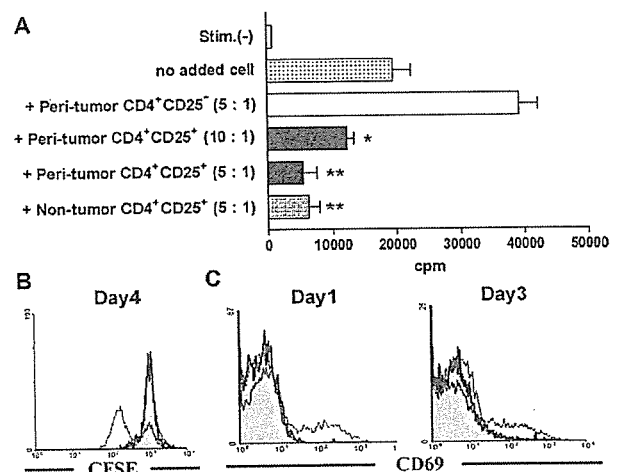 A
Stim.(-)
no added cell
+ Peri-tumor CD4⁺CD25⁻ (5 : 1)
+ Peri-tumor CD4⁺CD25⁺ (10 : 1)
*
+ Peri-tumor CD4⁺CD25⁺ (5 : 1)
**
+ Non-tumor CD4⁺CD25⁺ (5 : 1)
**
0 10000 20000 30000 40000 50000
cpm
B
Day4
C
Day1
Day3
CFSE
CD69